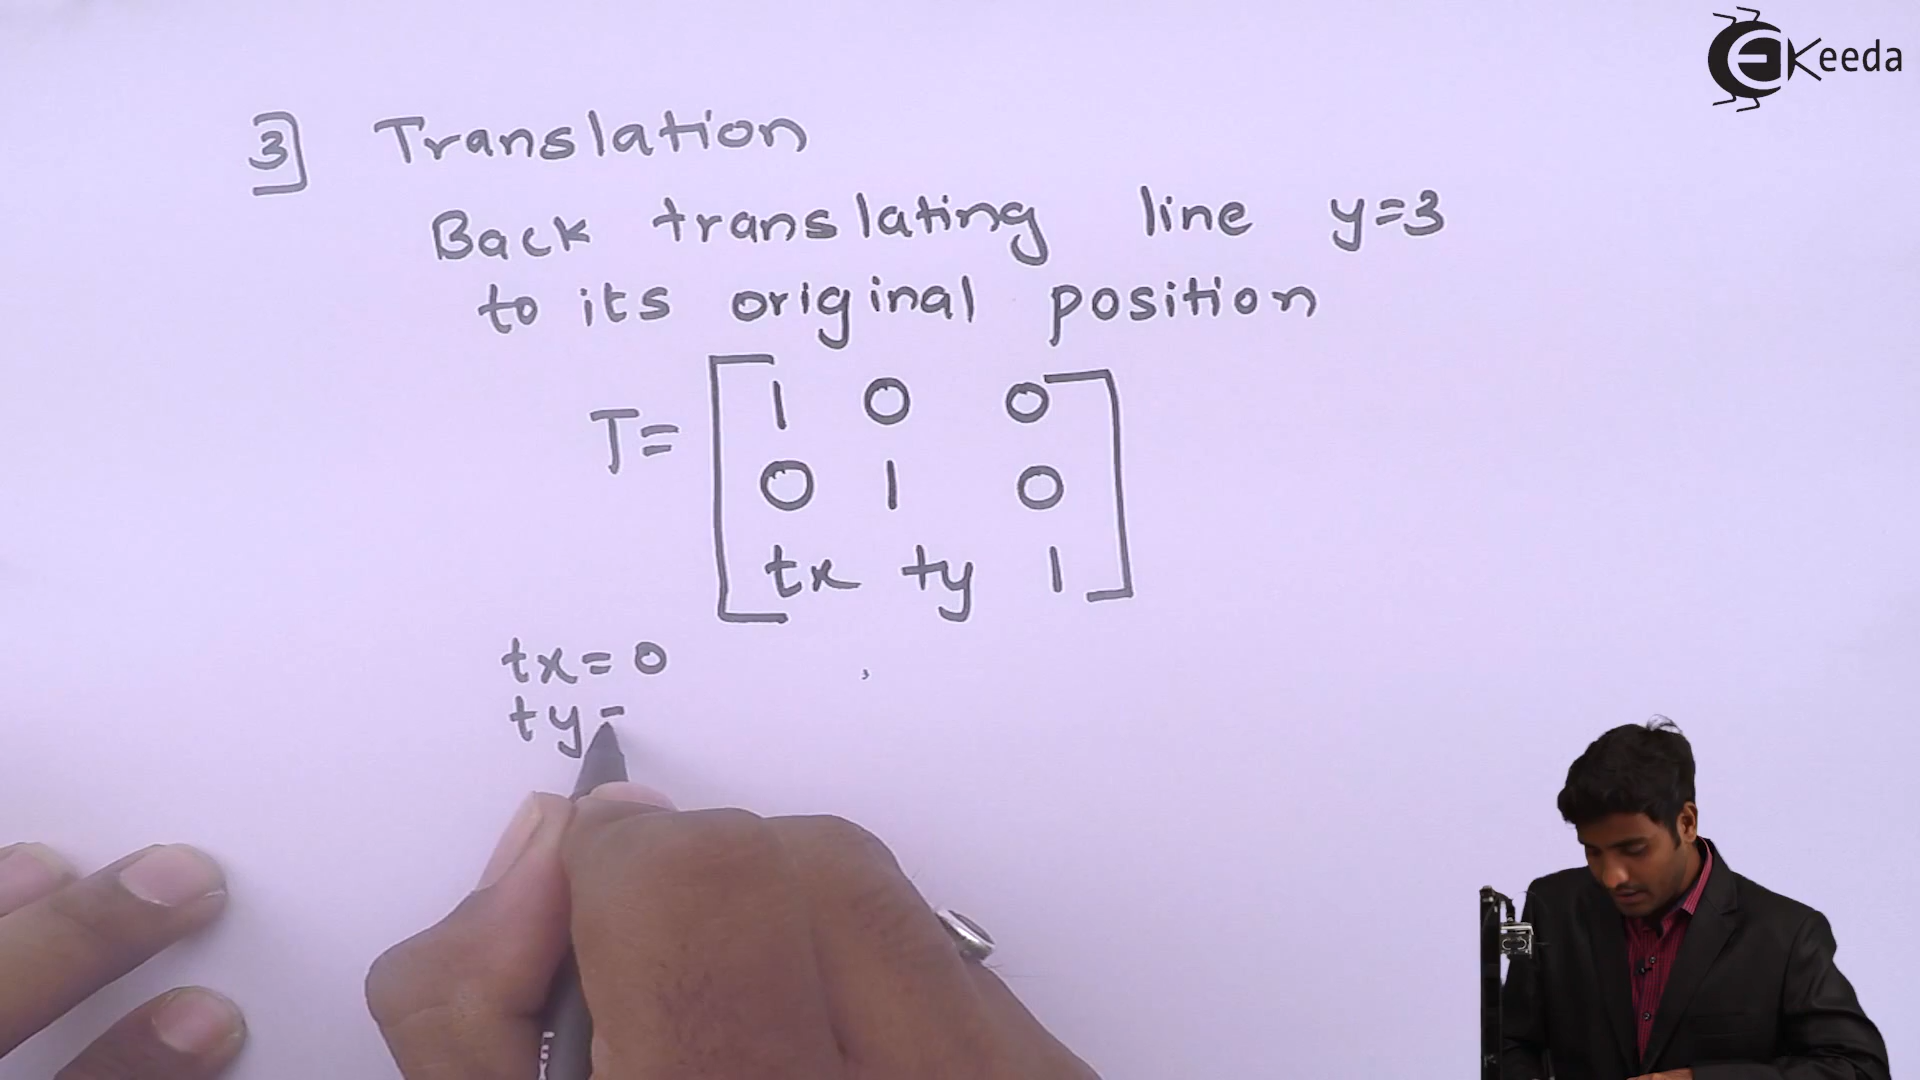 EKeeda
3] Translation
Back translating line y=3
to its original position
T= [ 1 0 0
0 1 0
tx ty 1 ]
tx = 0
ty =